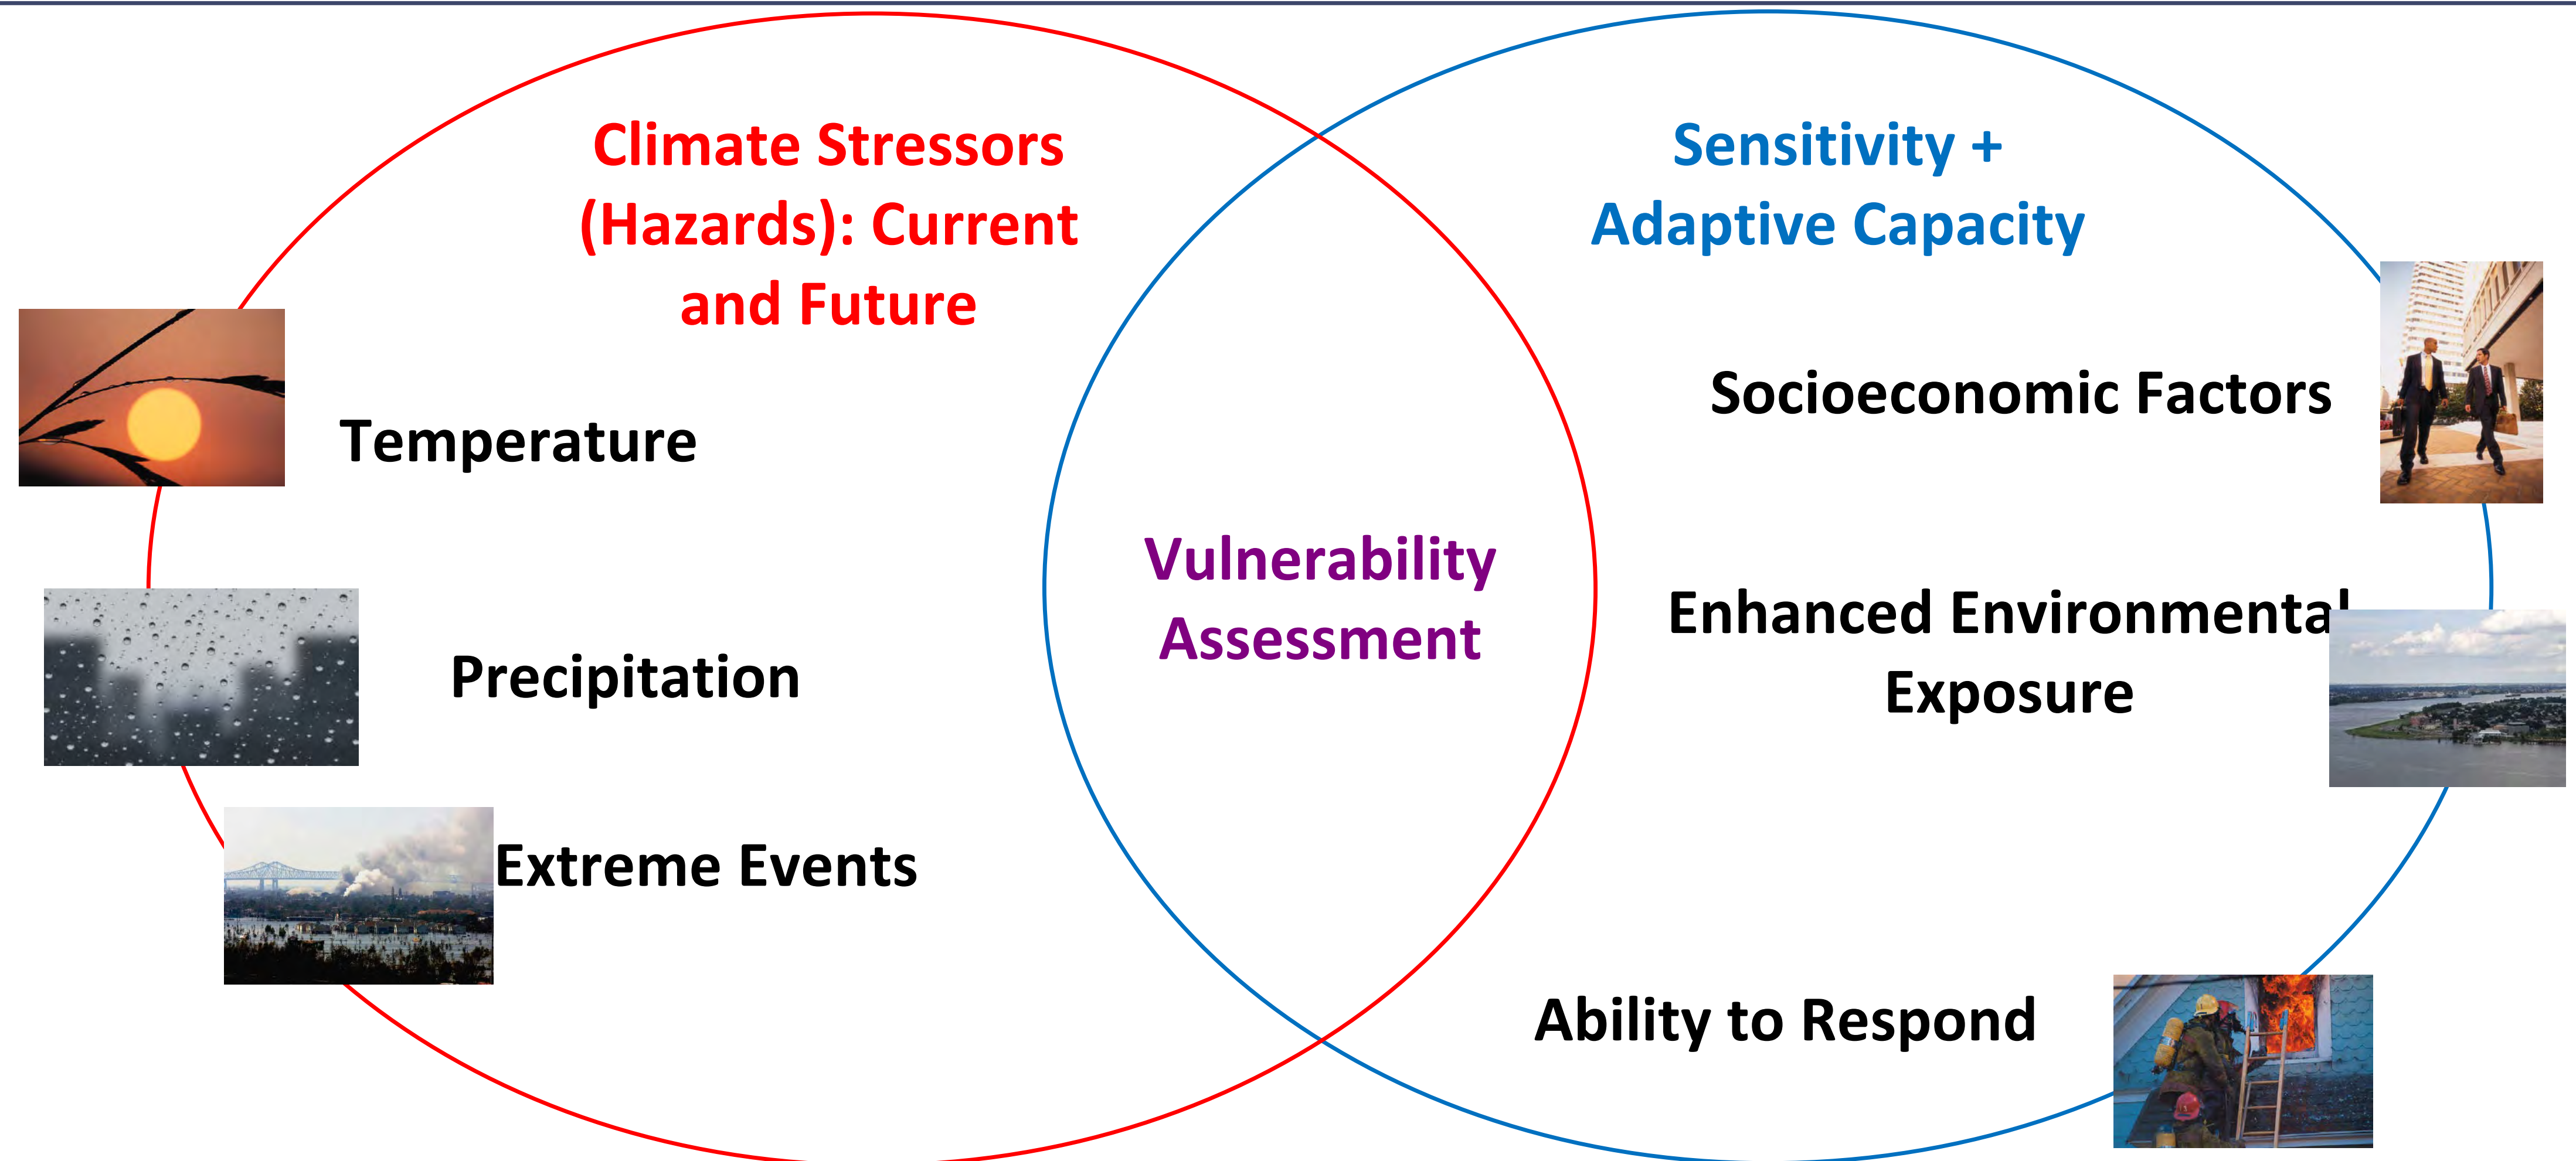 Climate Stressors
(Hazards): Current
and Future
Temperature
Precipitation
Extreme Events
Vulnerability
Assessment
Sensitivity +
Adaptive Capacity
Socioeconomic Factors
Enhanced Environmental
Exposure
Ability to Respond